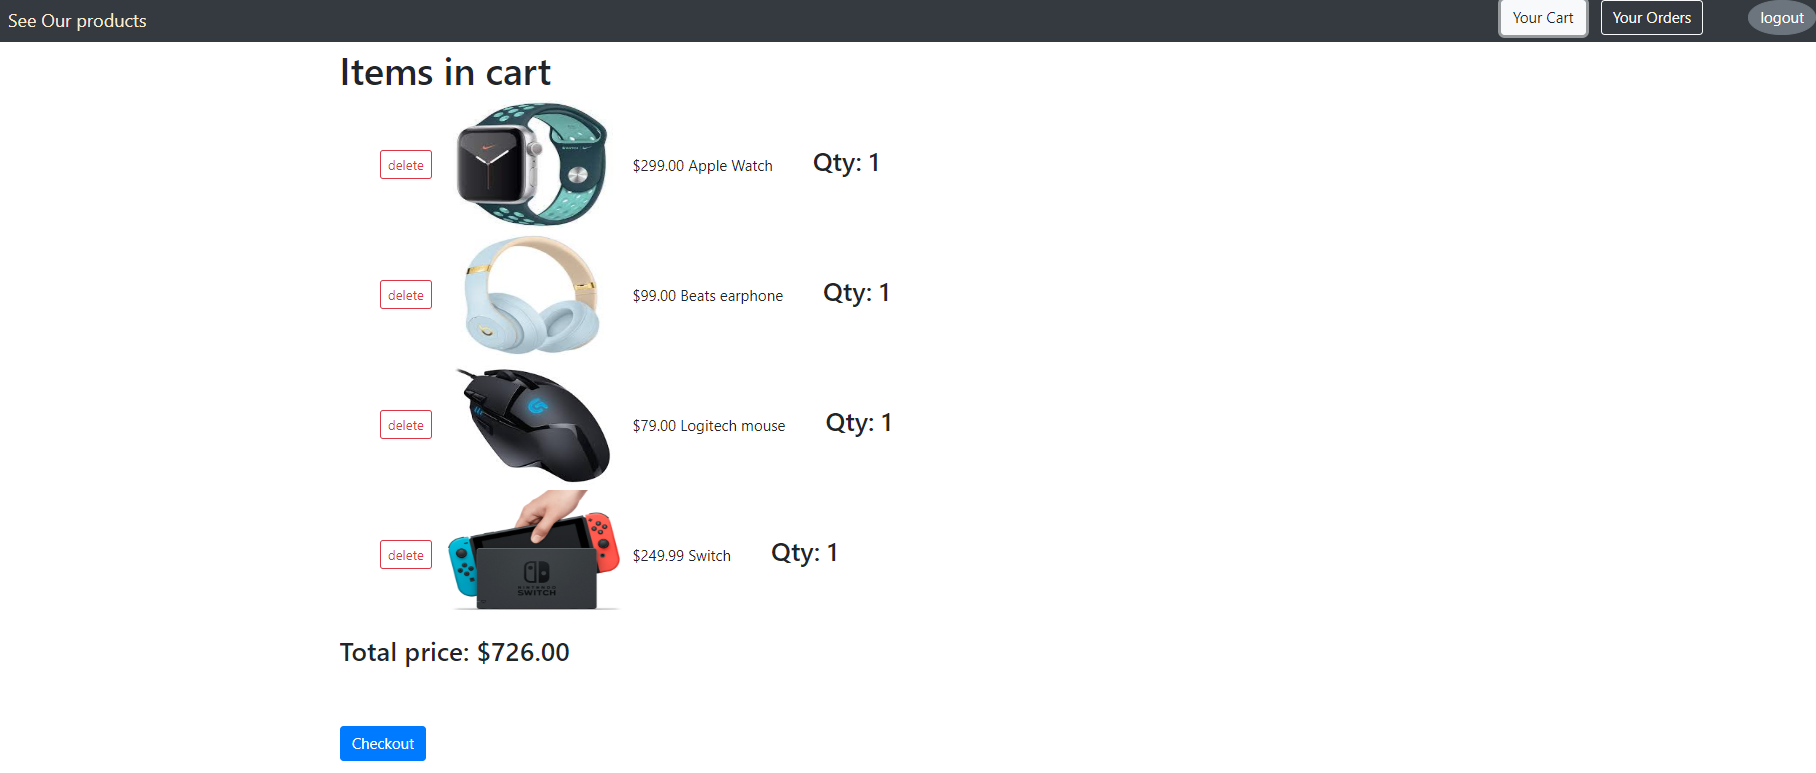 See Our products
Your Cart
Your Orders
logout
Items in cart
delete
$299.00 Apple Watch
Qty: 1
delete
$99.00 Beats earphone
Qty: 1
delete
$79.00 Logitech mouse
Qty: 1
delete
NINTENDO
SWITCH
$249.99 Switch
Qty: 1
Total price: $726.00
Checkout